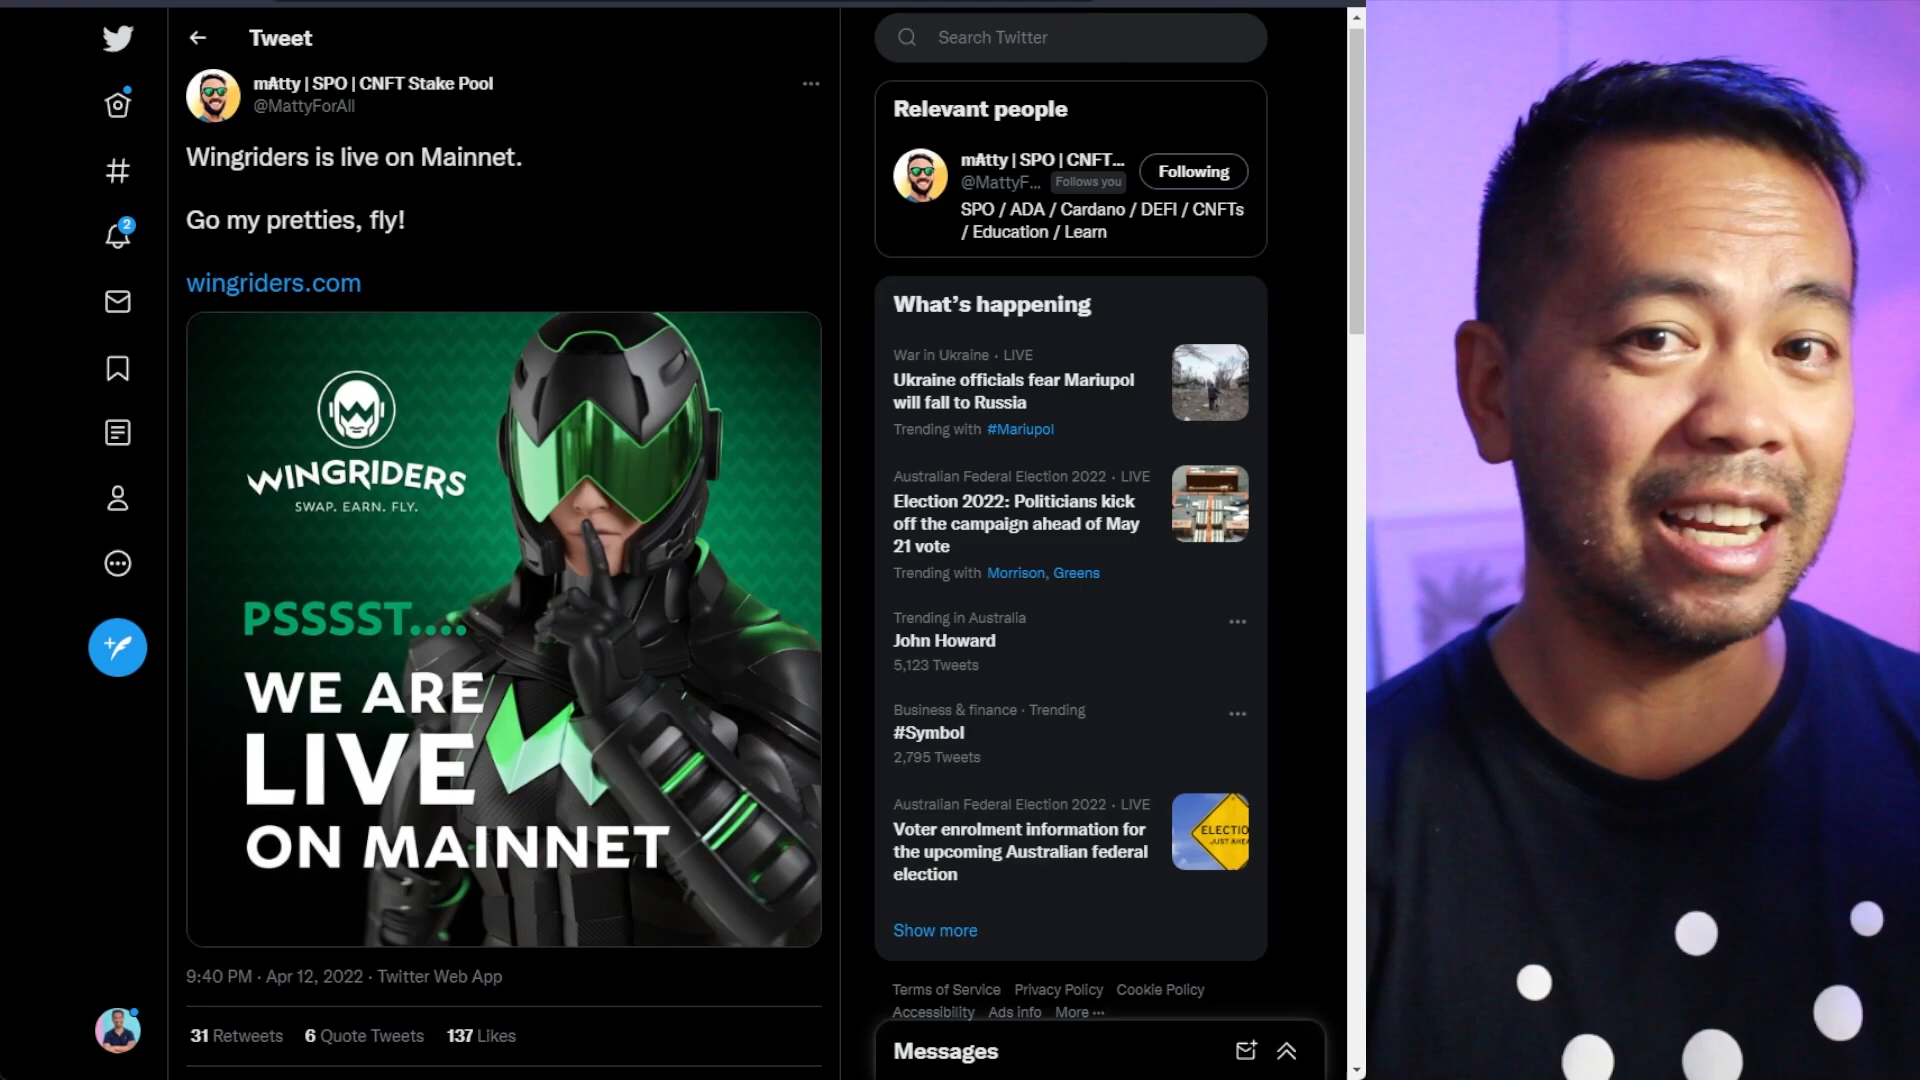 Tweet
mAtty | SPO | CNFT Stake Pool
@MattyForAll
Wingriders is live on Mainnet.
Go my pretties, fly!
wingriders.com
WINGRIDERS
SWAP. EARN. FLY.
PSSSST....
WE ARE
LIVE
ON MAINNET
9:40 PM · Apr 12, 2022 · Twitter Web App
31 Retweets 6 Quote Tweets 137 Likes
2
Search Twitter
Relevant people
mAtty | SPO | CNFT...
@MattyF... Follows you
Following
SPO / ADA / Cardano / DEFI / CNFTs
/ Education / Learn
What's happening
War in Ukraine · LIVE
Ukraine officials fear Mariupol
will fall to Russia
Trending with #Mariupol
Australian Federal Election 2022 · LIVE
Election 2022: Politicians kick
off the campaign ahead of May
21 vote
Trending with Morrison, Greens
Trending in Australia
John Howard
5,123 Tweets
Business & finance · Trending
#Symbol
2,795 Tweets
Australian Federal Election 2022 · LIVE
Voter enrolment information for
the upcoming Australian federal
election
ELECTIO
JUST AHEA
Show more
Terms of Service Privacy Policy Cookie Policy
Accessibility Ads info More ...
Messages